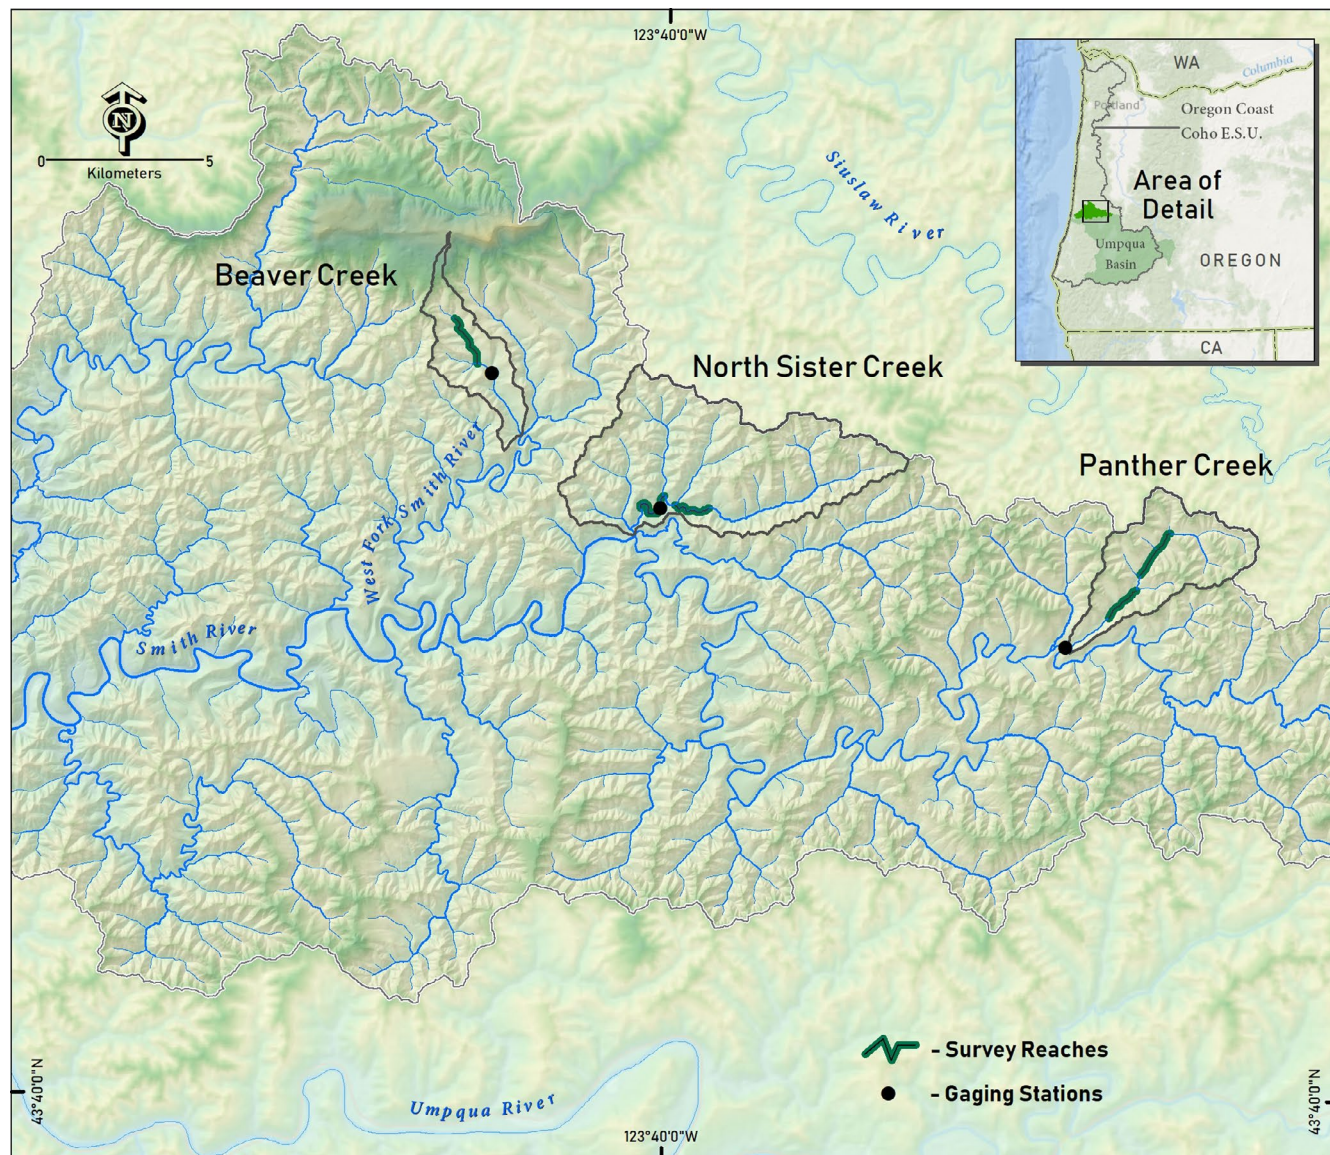 123°40'0"W
WA
Columbia
Portland
Oregon Coast
Coho E.S.U.
Area of
Detail
Umpqua
Basin
OREGON
CA
N
0 5
Kilometers
Siuslaw River
Beaver Creek
North Sister Creek
Panther Creek
West Fork Smith River
Smith River
- Survey Reaches
- Gaging Stations
Umpqua River
43°40'0"N
43°40'0"N
123°40'0"W